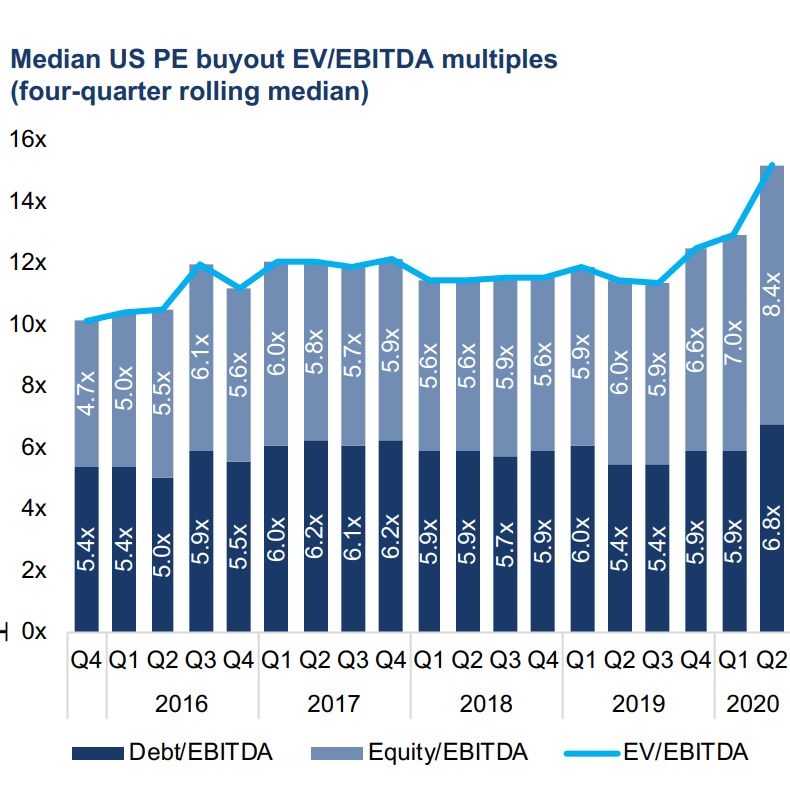 Median US PE buyout EV/EBITDA multiples
(four-quarter rolling median)
16x
14x
12x
10x
8x
6x
4x
2x
0x
4.7x 5.0x 5.5x 6.1x 5.6x 6.0x 5.8x 5.7x 5.9x 5.6x 5.6x 5.9x 5.6x 5.9x 6.0x 5.9x 6.6x 7.0x 8.4x
5.4x 5.4x 5.0x 5.9x 5.5x 6.0x 6.2x 6.1x 6.2x 5.9x 5.9x 5.7x 5.9x 6.0x 5.4x 5.4x 5.9x 5.9x 6.8x
Q4 Q1 Q2 Q3 Q4 Q1 Q2 Q3 Q4 Q1 Q2 Q3 Q4 Q1 Q2 Q3 Q4 Q1 Q2
2016 2017 2018 2019 2020
Debt/EBITDA Equity/EBITDA EV/EBITDA